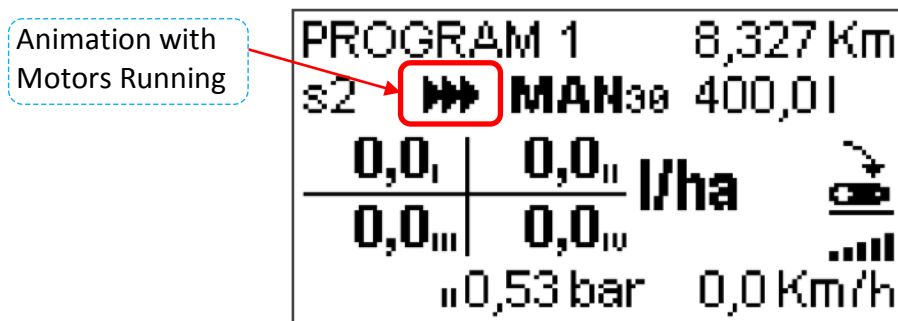 Animation with
Motors Running
PROGRAM 1 8,327 Km
s2 MAN30 400,0 l
0,0I 0,0II l/ha
0,0III 0,0IV
II0,53 bar 0,0 Km/h